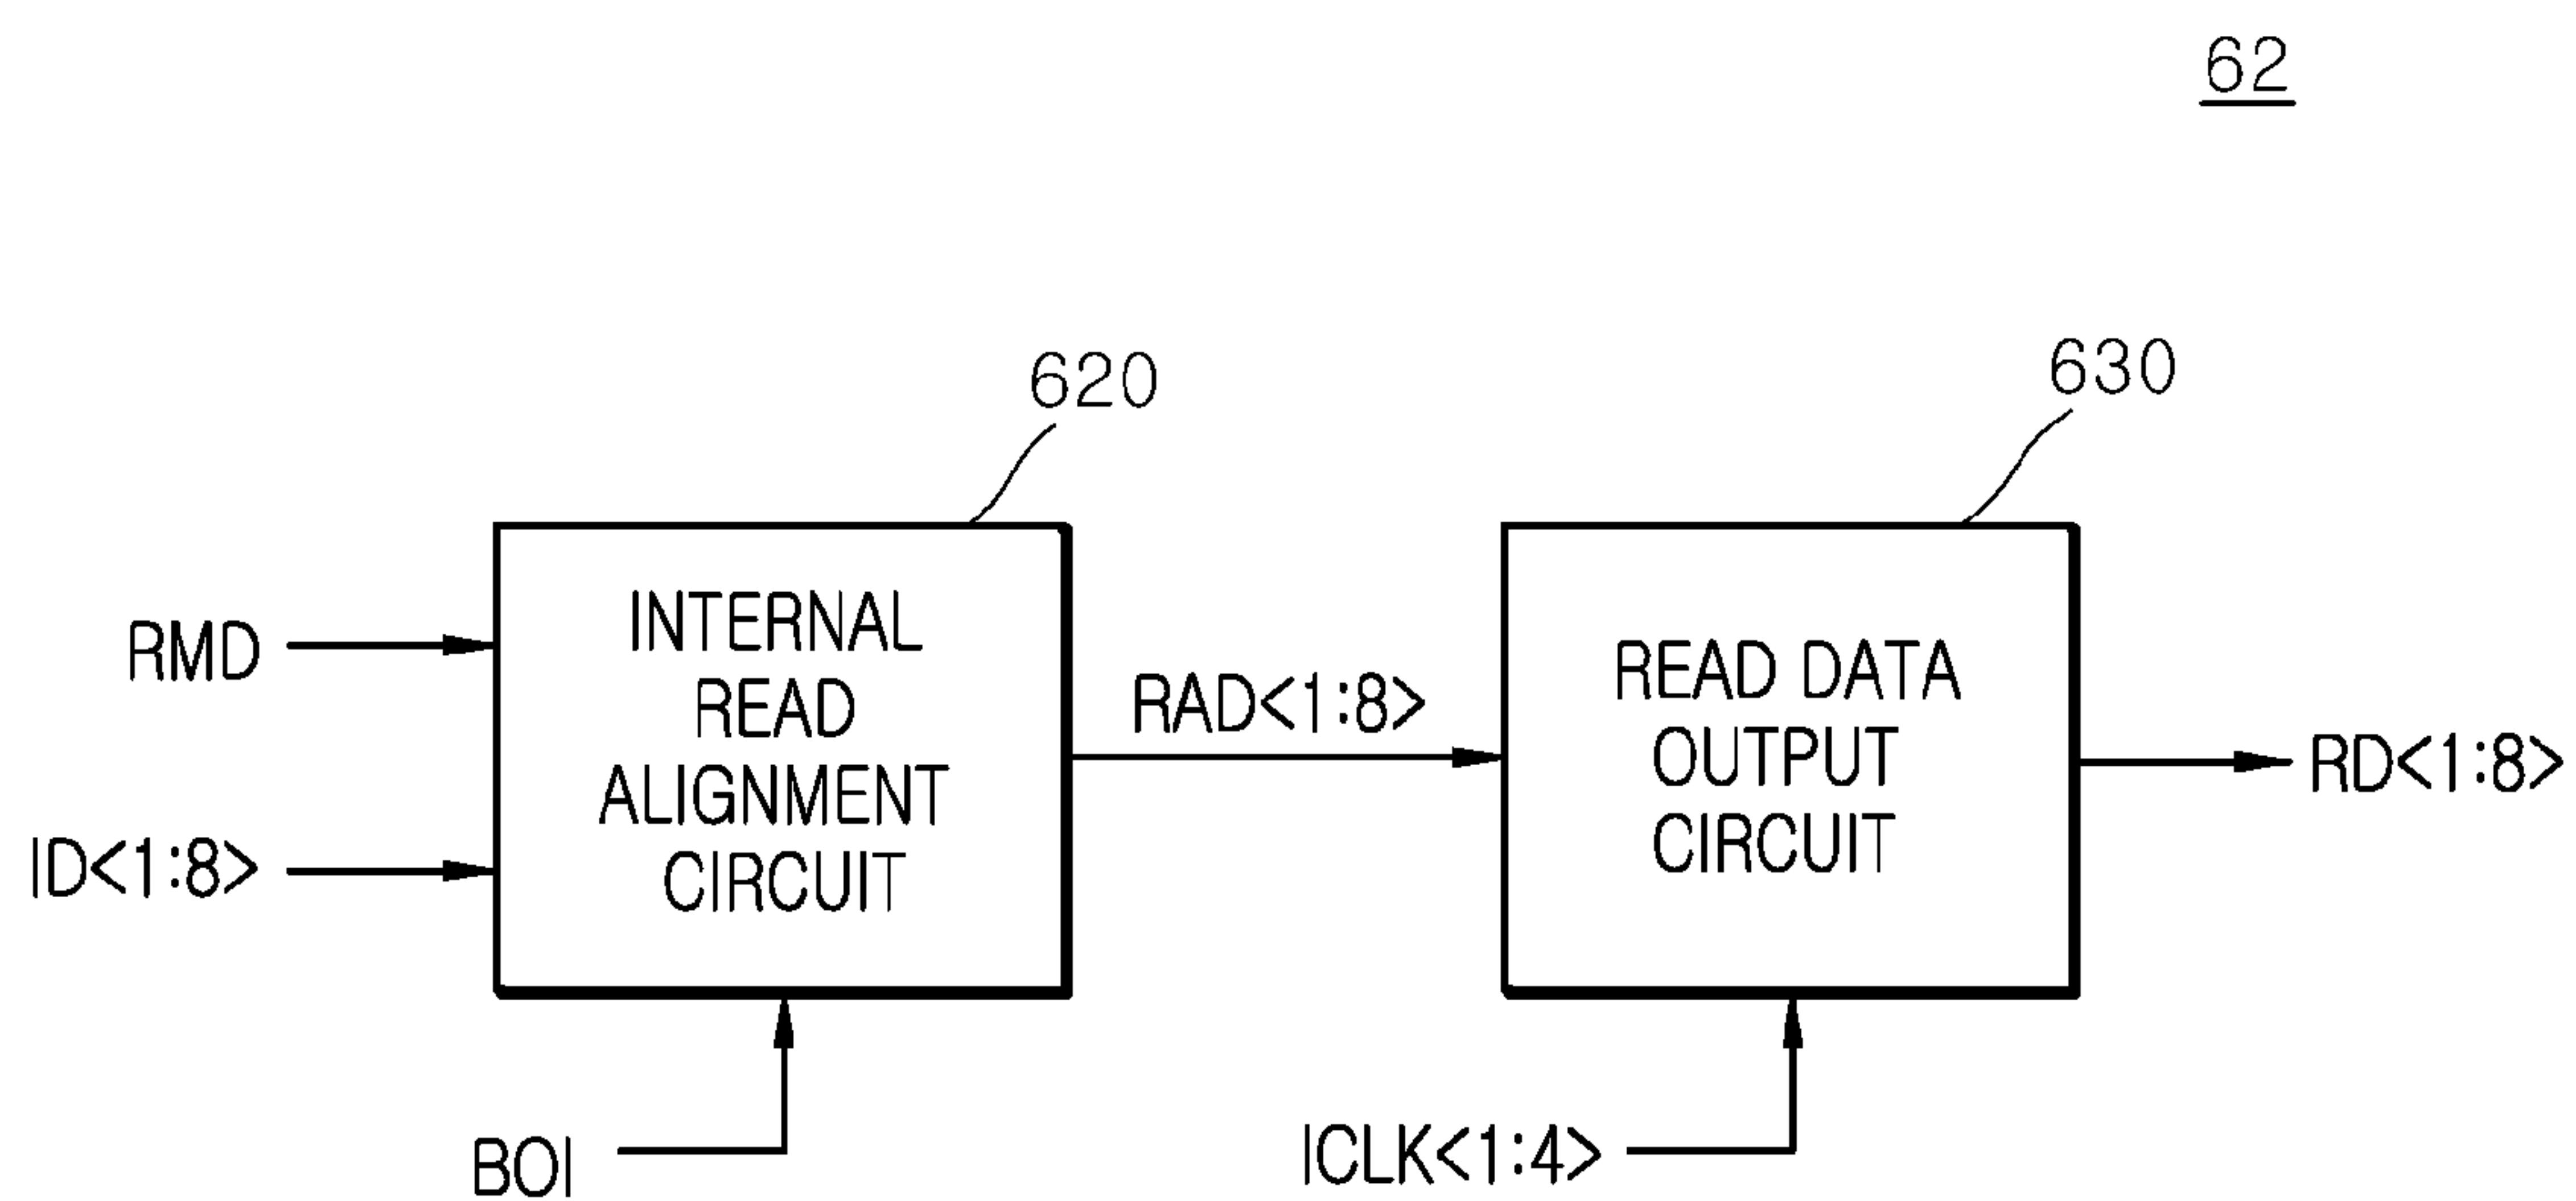 62
620
630
RMD
ID<1:8>
INTERNAL
READ
ALIGNMENT
CIRCUIT
BOI
RAD<1:8>
READ DATA
OUTPUT
CIRCUIT
ICLK<1:4>
RD<1:8>